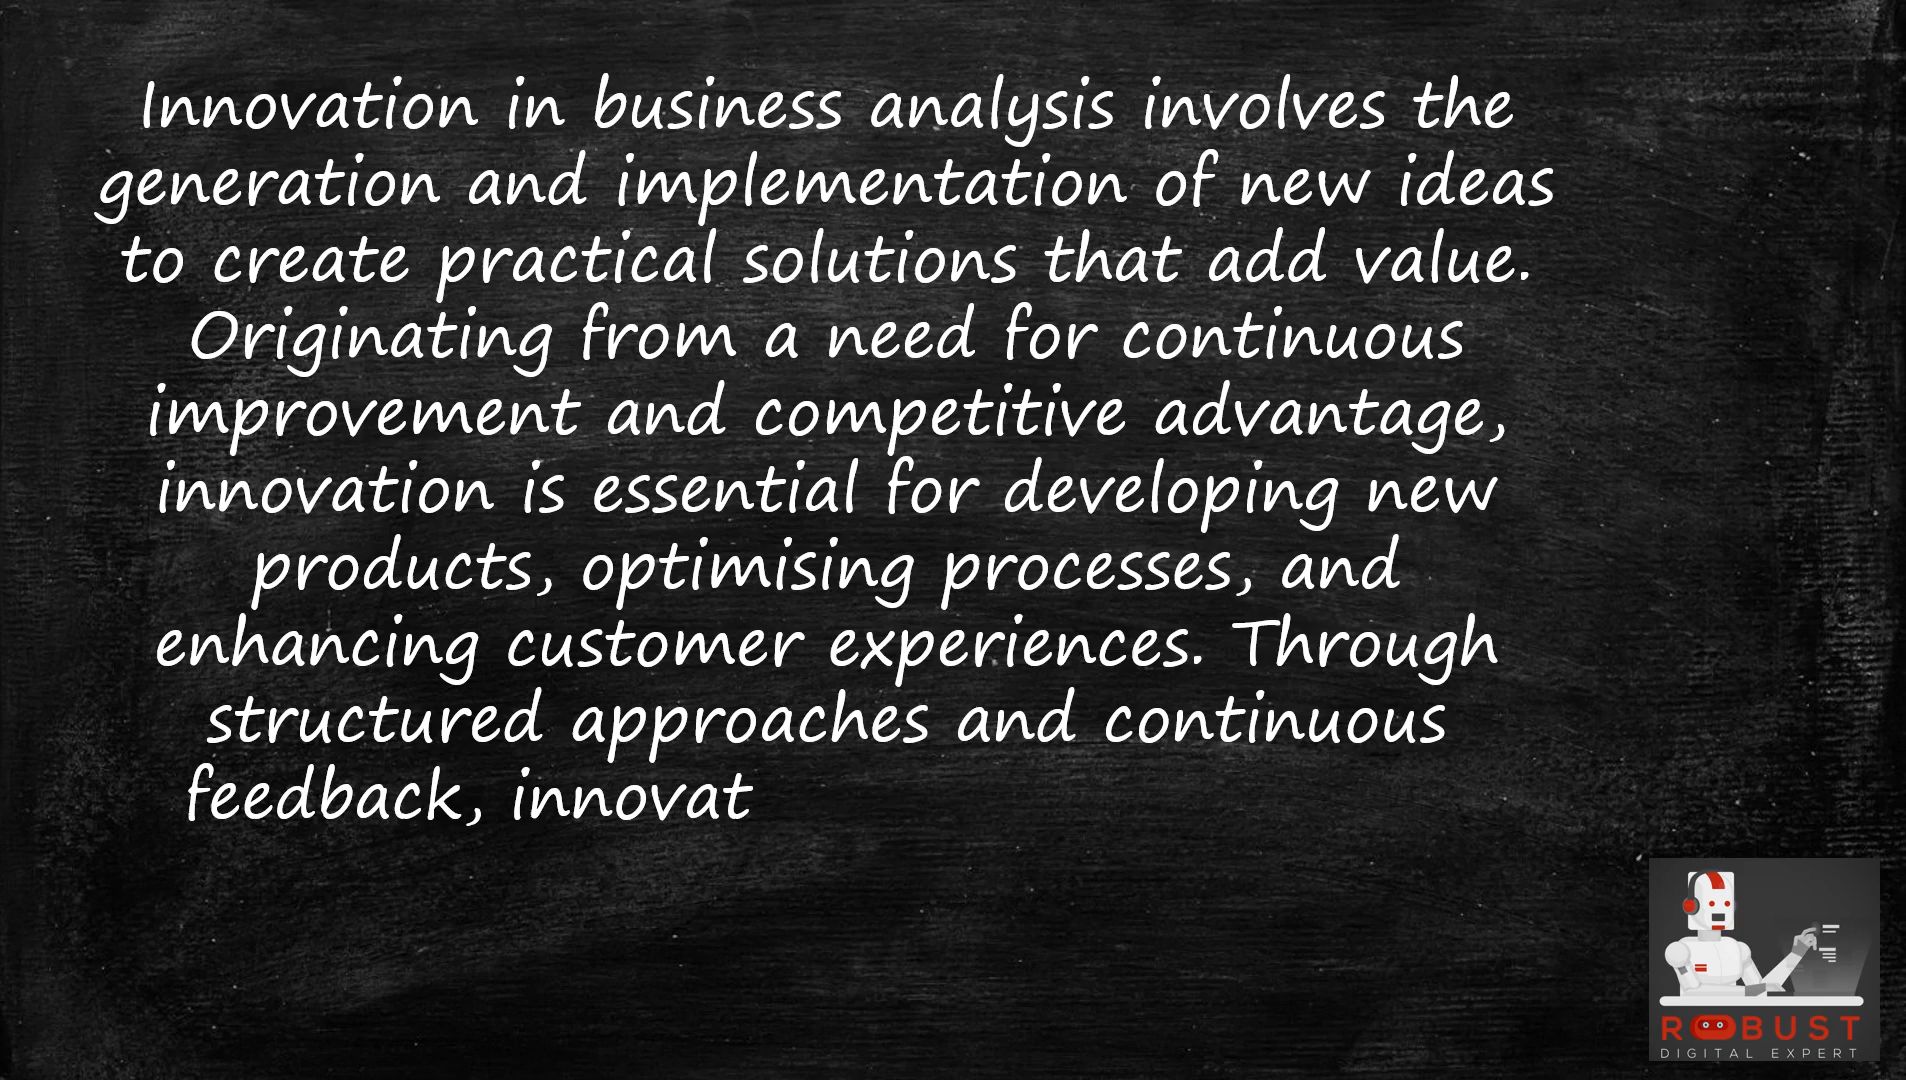 Innovation in business analysis involves the
generation and implementation of new ideas
to create practical solutions that add value.
Originating from a need for continuous
improvement and competitive advantage,
innovation is essential for developing new
products, optimising processes, and
enhancing customer experiences. Through
structured approaches and continuous
feedback, innovat
ROBUST
DIGITAL EXPERT